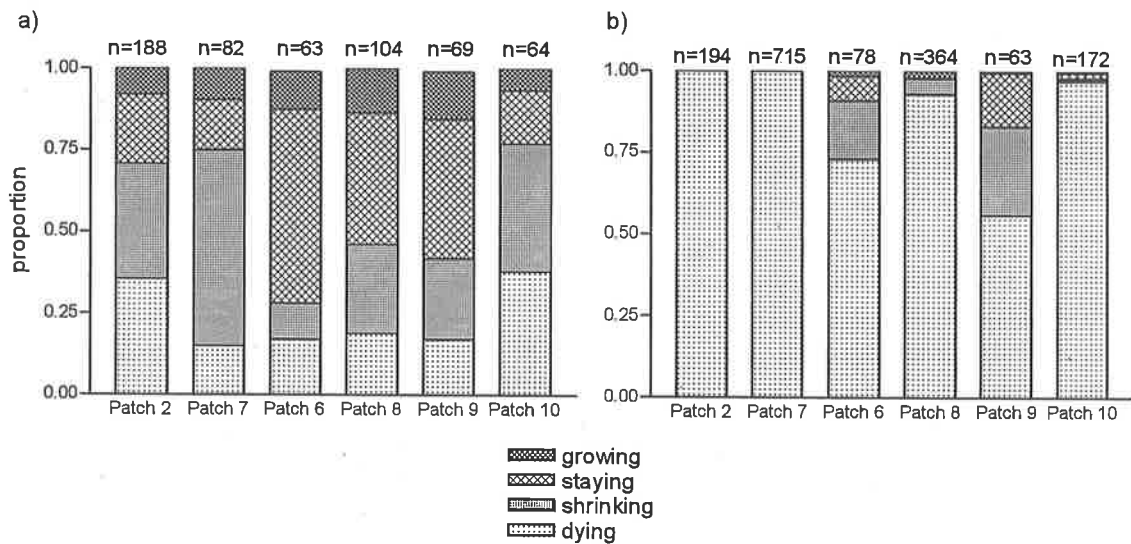 a)
n=188 n=82 n=63 n=104 n=69 n=64
1.00
0.75
0.50
0.25
0.00
proportion
Patch 2 Patch 7 Patch 6 Patch 8 Patch 9 Patch 10
b)
n=194 n=715 n=78 n=364 n=63 n=172
1.00
0.75
0.50
0.25
0.00
Patch 2 Patch 7 Patch 6 Patch 8 Patch 9 Patch 10
growing
staying
shrinking
dying